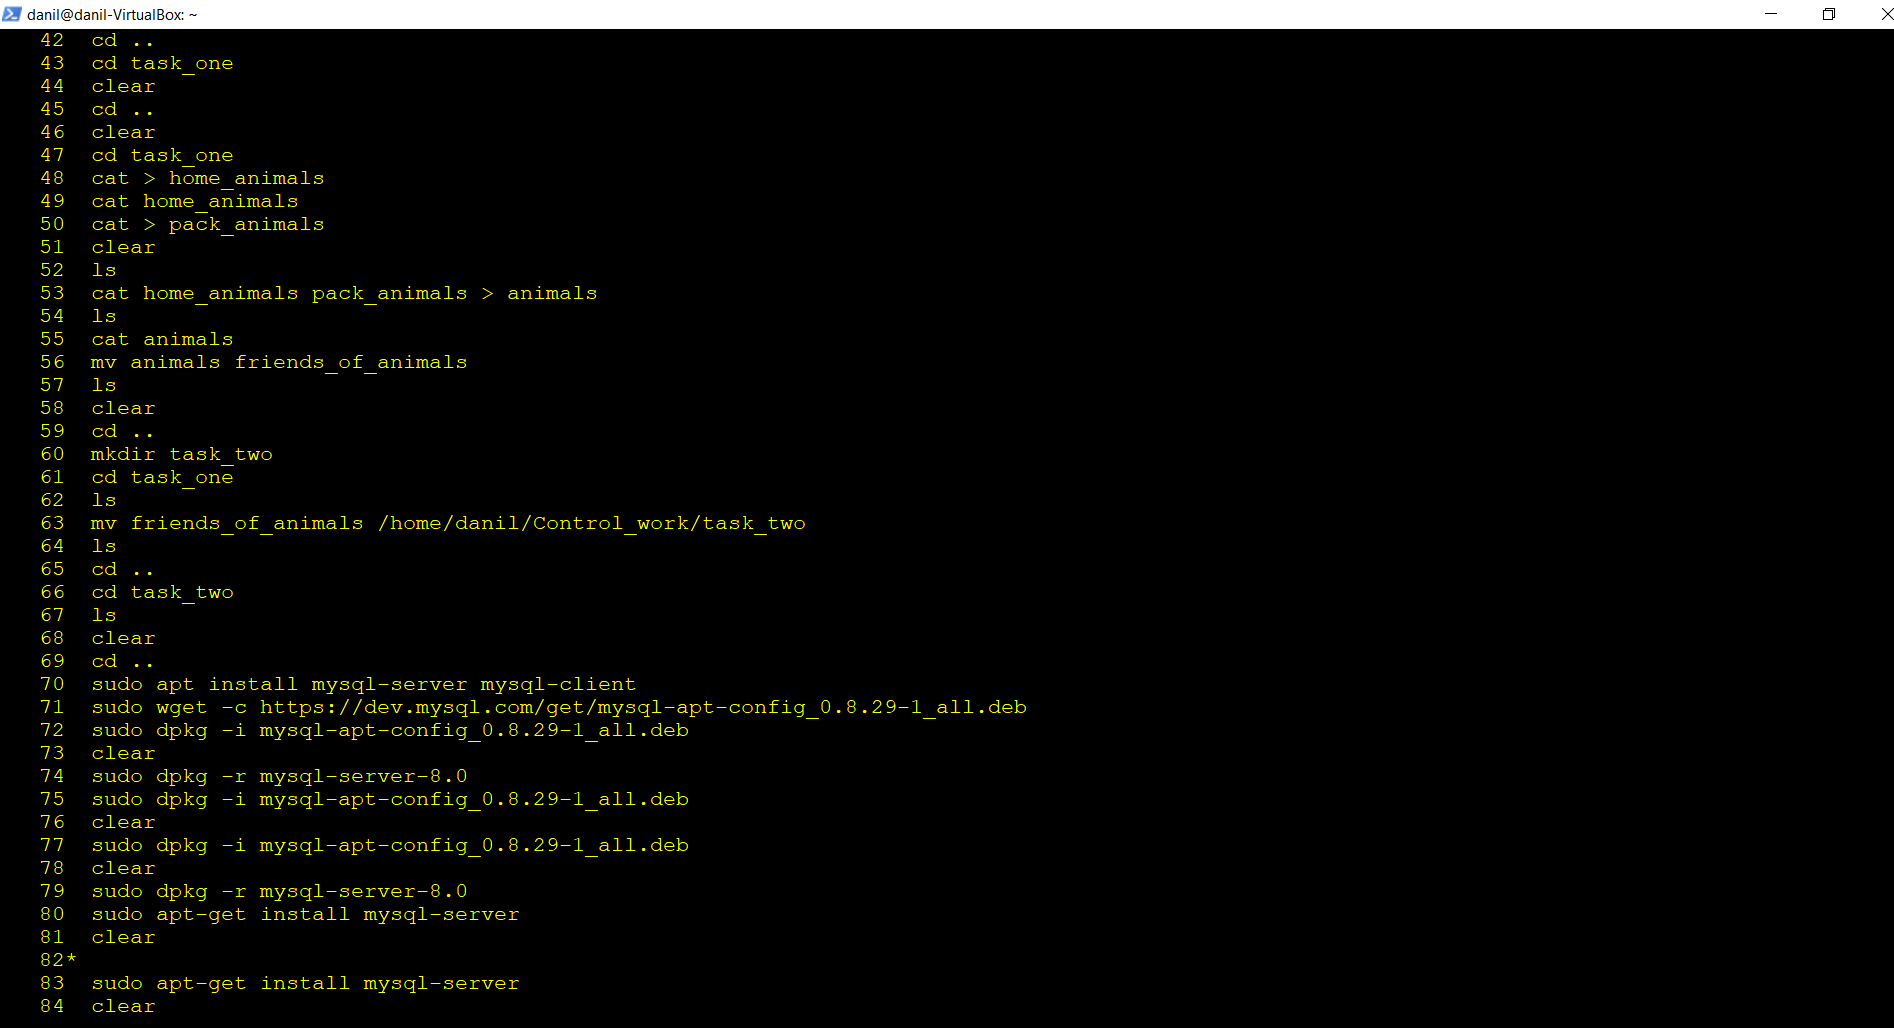 danil@danil-VirtualBox: ~
42 cd ..
43 cd task_one
44 clear
45 cd ..
46 clear
47 cd task_one
48 cat > home_animals
49 cat home_animals
50 cat > pack_animals
51 clear
52 ls
53 cat home_animals pack_animals > animals
54 ls
55 cat animals
56 mv animals friends_of_animals
57 ls
58 clear
59 cd ..
60 mkdir task_two
61 cd task_one
62 ls
63 mv friends_of_animals /home/danil/Control_work/task_two
64 ls
65 cd ..
66 cd task_two
67 ls
68 clear
69 cd ..
70 sudo apt install mysql-server mysql-client
71 sudo wget -c https://dev.mysql.com/get/mysql-apt-config_0.8.29-1_all.deb
72 sudo dpkg -i mysql-apt-config_0.8.29-1_all.deb
73 clear
74 sudo dpkg -r mysql-server-8.0
75 sudo dpkg -i mysql-apt-config_0.8.29-1_all.deb
76 clear
77 sudo dpkg -i mysql-apt-config_0.8.29-1_all.deb
78 clear
79 sudo dpkg -r mysql-server-8.0
80 sudo apt-get install mysql-server
81 clear
82*
83 sudo apt-get install mysql-server
84 clear